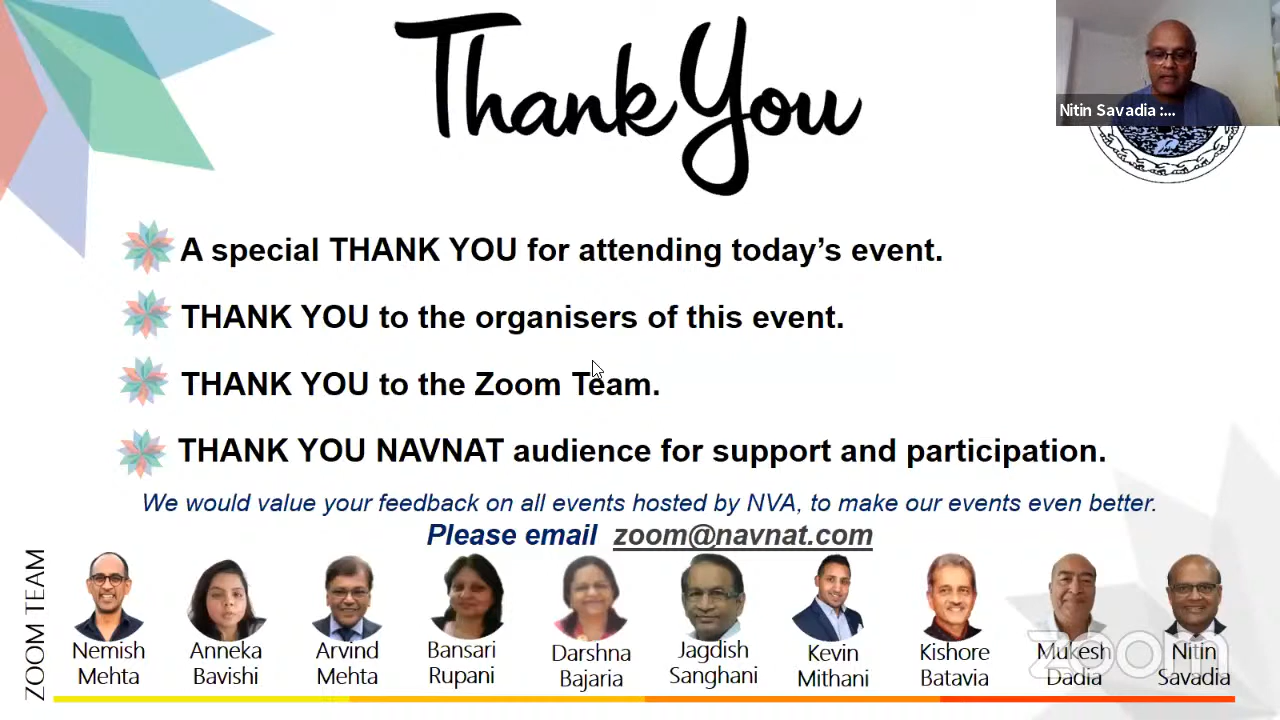 Thank You
Nitin Savadia :...
A special THANK YOU for attending today’s event.
THANK YOU to the organisers of this event.
THANK YOU to the Zoom Team.
THANK YOU NAVNAT audience for support and participation.
We would value your feedback on all events hosted by NVA, to make our events even better.
Please email zoom@navnat.com
ZOOM TEAM
Nemish
Mehta
Anneka
Bavishi
Arvind
Mehta
Bansari
Rupani
Darshna
Bajaria
Jagdish
Sanghani
Kevin
Mithani
Kishore
Batavia
Mukesh
Dadia
Nitin
Savadia
zoom